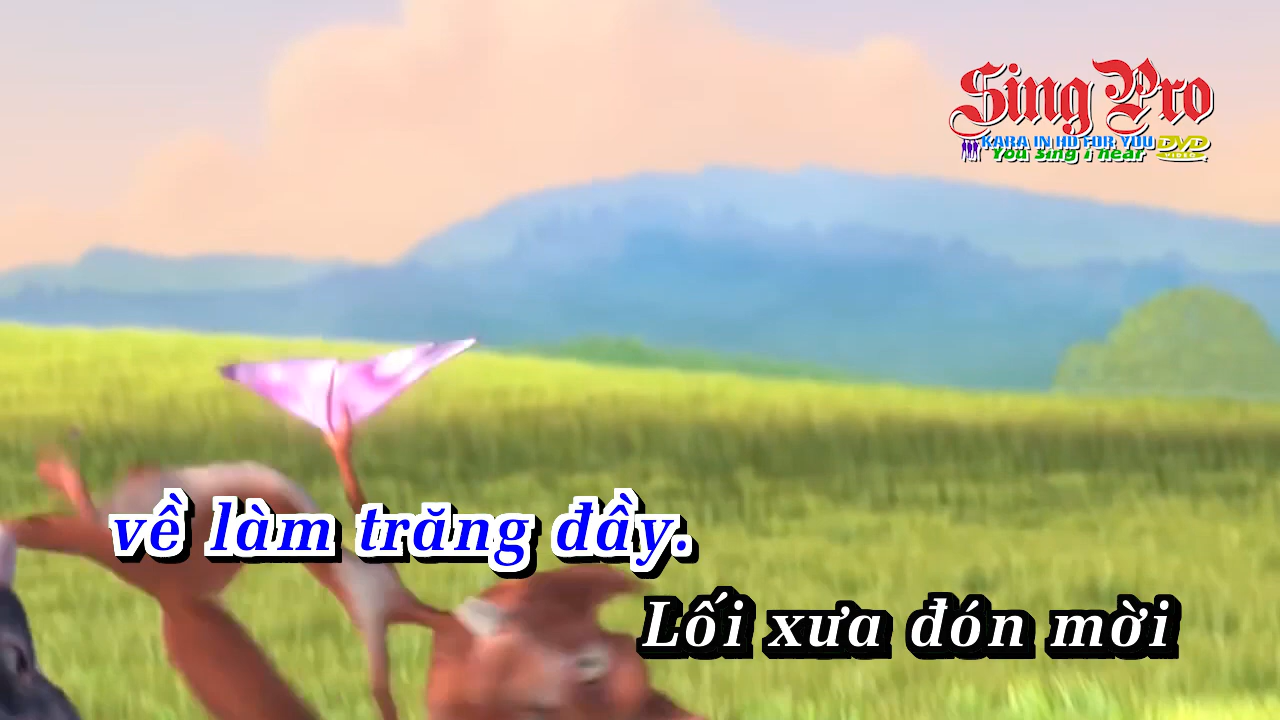 Sing Pro
KARA IN HD FOR YOU
DVD
VIDEO
You Sing i hear
về làm trăng đầy.
Lối xưa đón mời